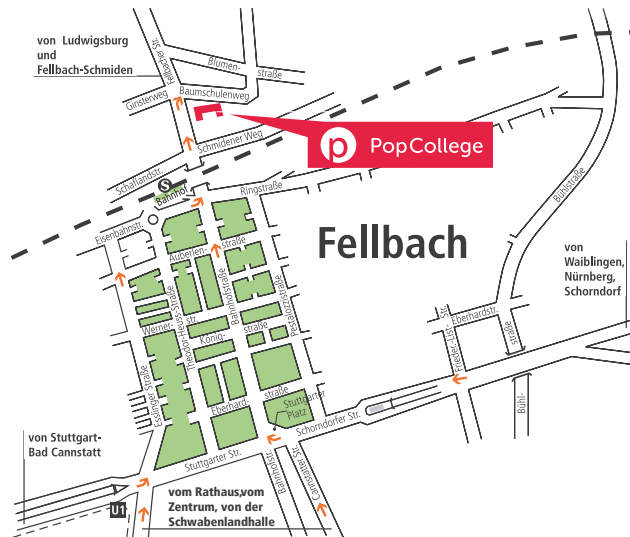 von Ludwigsburg
und
Fellbach-Schmiden
Fellbacher Str.
Blumen-
straße
Ginsterweg
Baumschulenweg
Schmidener Weg
p PopCollege
Schaflandstr.
S
Bahnhof
Ringstraße
Bühlstraße
Eisenbahnstr.
Auberlen-
straße
Fellbach
von
Waiblingen,
Nürnberg,
Schorndorf
Theodor-Heuss-Straße
Bahnhofstraße
Pestalozzistraße
Werner-
str.
König-
straße
Str.
Eberhardstr.
Frieder.-List-
straße
Esslinger Straße
Eberhard-
straße
Stuttgarter
Platz
Schorndorfer Str.
Bühl-
von Stuttgart-
Bad Cannstatt
Stuttgarter Str.
Bahnhofstr.
Cannstatter Str.
U1
vom Rathaus,vom
Zentrum, von der
Schwabenlandhalle